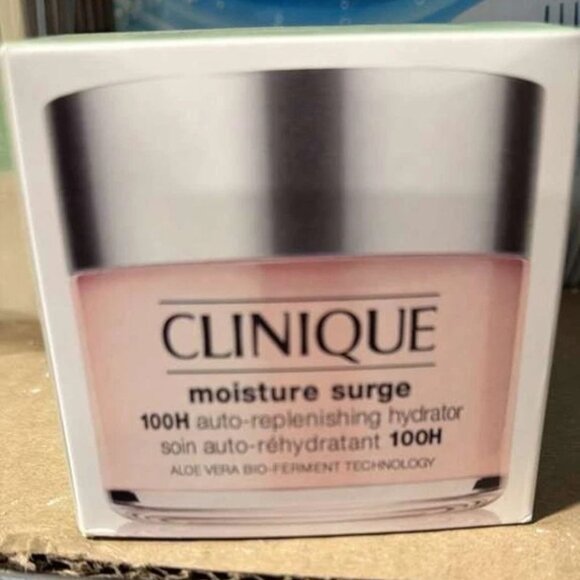 CLINIQUE
moisture surge
100H auto-replenishing hydrator
soin auto-réhydratant 100H
ALOE VERA BIO-FERMENT TECHNOLOGY